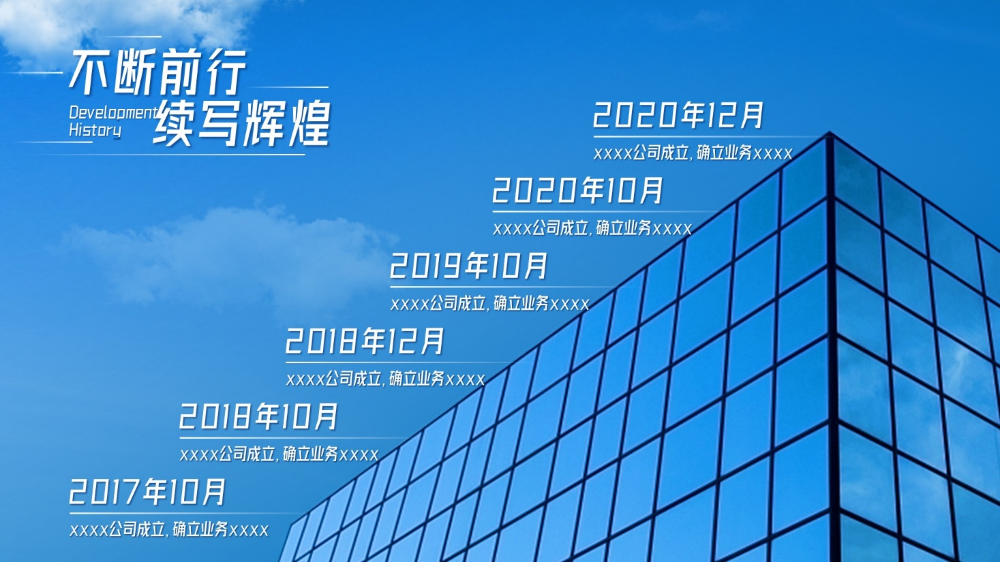 不断前行
Development
History
续写辉煌
2020年12月
xxxx公司成立, 确立业务xxxx
2020年10月
xxxx公司成立, 确立业务xxxx
2019年10月
xxxx公司成立, 确立业务xxxx
2018年12月
xxxx公司成立, 确立业务xxxx
2018年10月
xxxx公司成立, 确立业务xxxx
2017年10月
xxxx公司成立, 确立业务xxxx